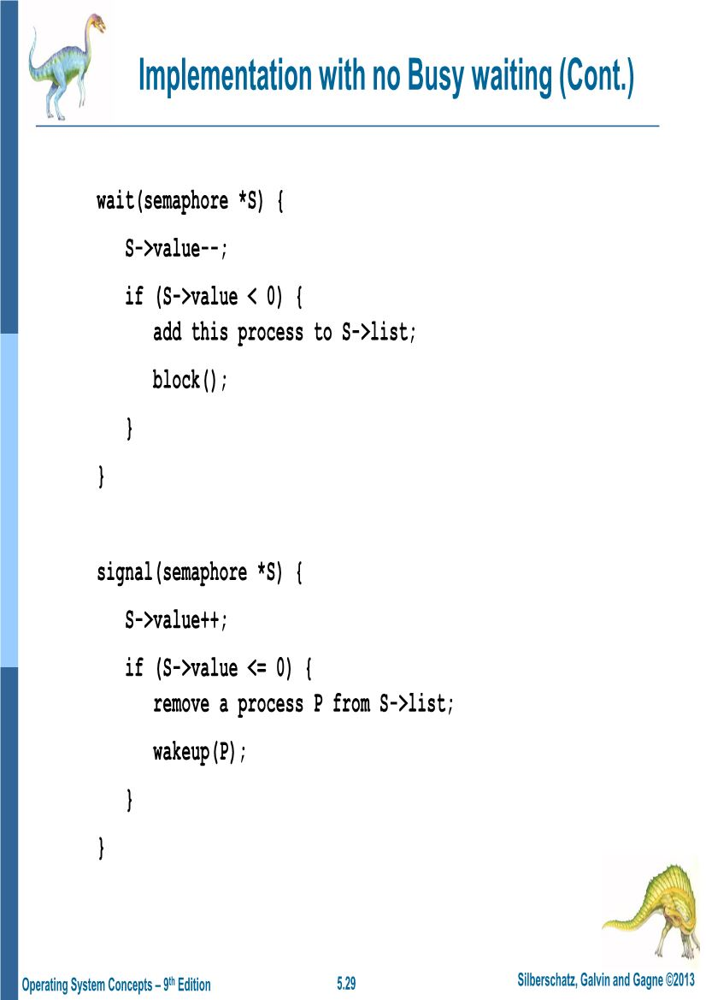 Implementation with no Busy waiting (Cont.)
wait(semaphore *S) {
S->value--;
if (S->value < 0) {
add this process to S->list;
block();
}
}
signal(semaphore *S) {
S->value++;
if (S->value <= 0) {
remove a process P from S->list;
wakeup(P);
}
}
Operating System Concepts – 9th Edition
5.29
Silberschatz, Galvin and Gagne ©2013